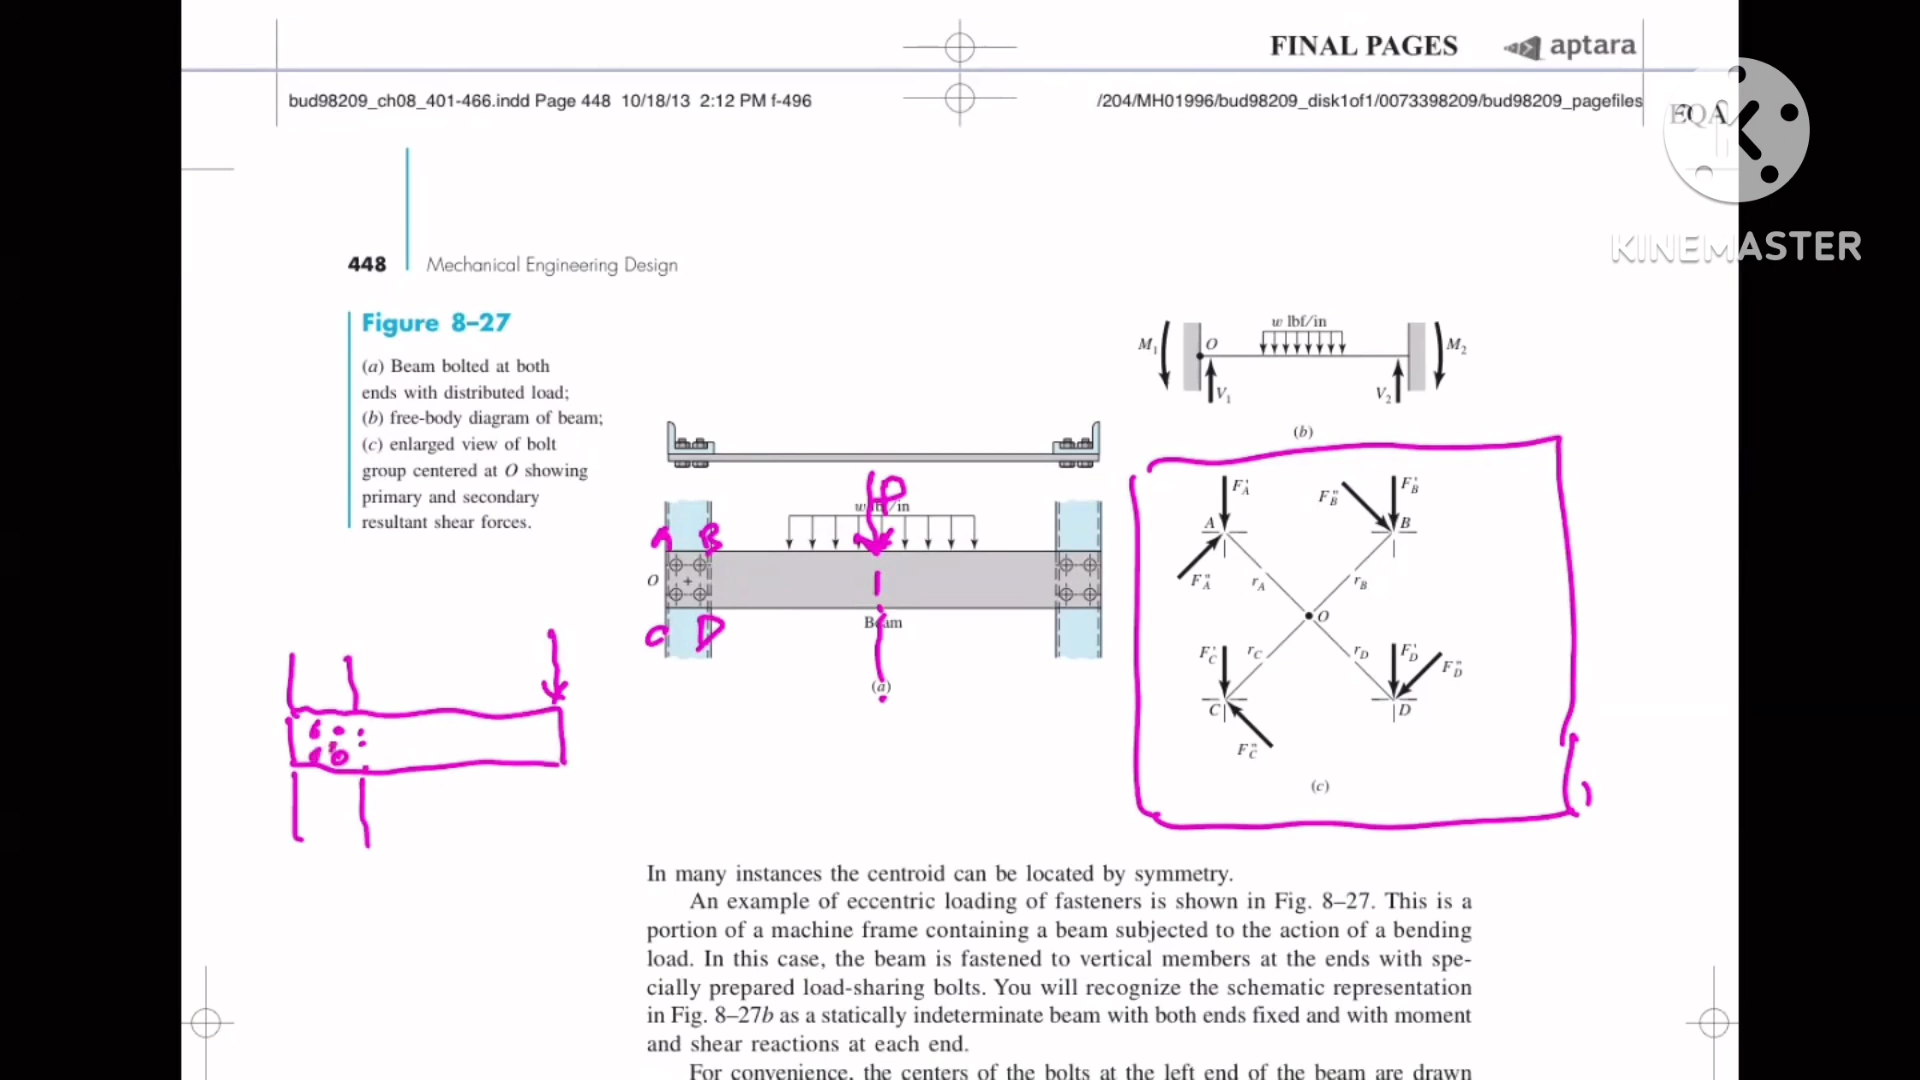 FINAL PAGES aptara
bud98209_ch08_401-466.indd Page 448 10/18/13 2:12 PM f-496
/204/MH01996/bud98209_disk1of1/0073398209/bud98209_pagefiles
EQA
KINEMASTER
448 Mechanical Engineering Design
Figure 8–27
(a) Beam bolted at both
ends with distributed load;
(b) free-body diagram of beam;
(c) enlarged view of bolt
group centered at O showing
primary and secondary
resultant shear forces.
P
w lbf/in
A B
O
C D
Beam
(a)
w lbf/in
M₁ O M₂
V₁ V₂
(b)
F'A F''B F'B
A B
F''A rA rB
O
F'C rC rD F'D F''D
C D
F''C
(c)
In many instances the centroid can be located by symmetry.
An example of eccentric loading of fasteners is shown in Fig. 8–27. This is a
portion of a machine frame containing a beam subjected to the action of a bending
load. In this case, the beam is fastened to vertical members at the ends with spe-
cially prepared load-sharing bolts. You will recognize the schematic representation
in Fig. 8–27b as a statically indeterminate beam with both ends fixed and with moment
and shear reactions at each end.
For convenience, the centers of the bolts at the left end of the beam are drawn